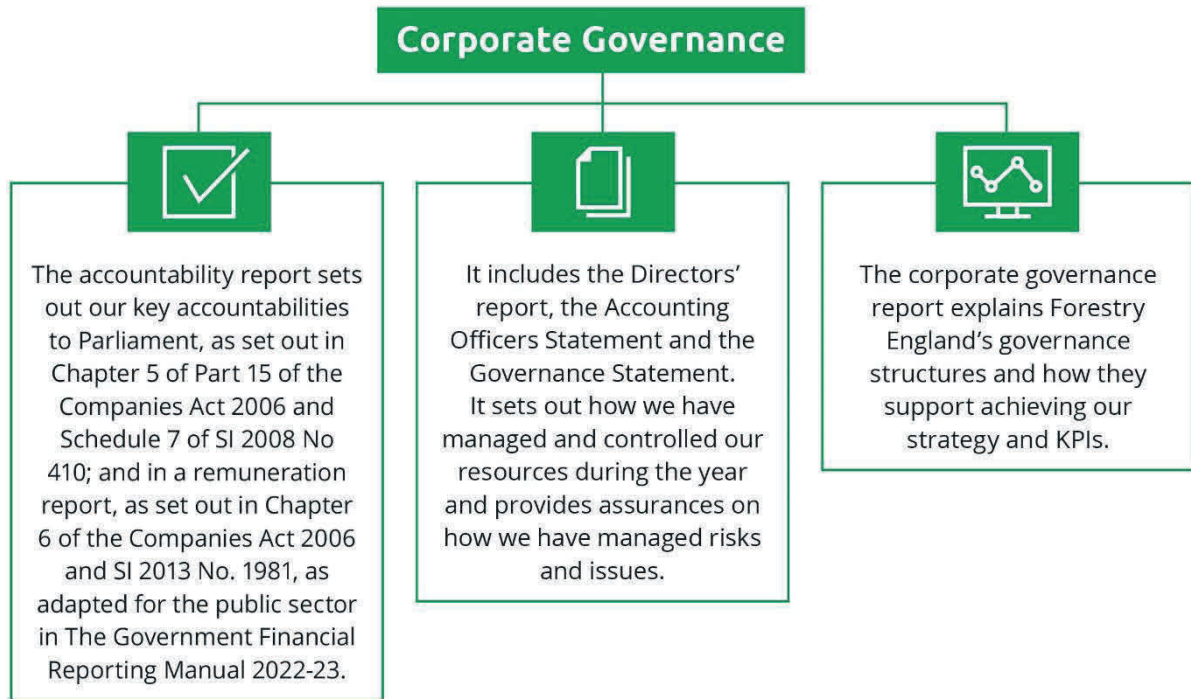 Corporate Governance
The accountability report sets
out our key accountabilities
to Parliament, as set out in
Chapter 5 of Part 15 of the
Companies Act 2006 and
Schedule 7 of SI 2008 No
410; and in a remuneration
report, as set out in Chapter
6 of the Companies Act 2006
and SI 2013 No. 1981, as
adapted for the public sector
in The Government Financial
Reporting Manual 2022-23.
It includes the Directors’
report, the Accounting
Officers Statement and the
Governance Statement.
It sets out how we have
managed and controlled our
resources during the year
and provides assurances on
how we have managed risks
and issues.
The corporate governance
report explains Forestry
England’s governance
structures and how they
support achieving our
strategy and KPIs.